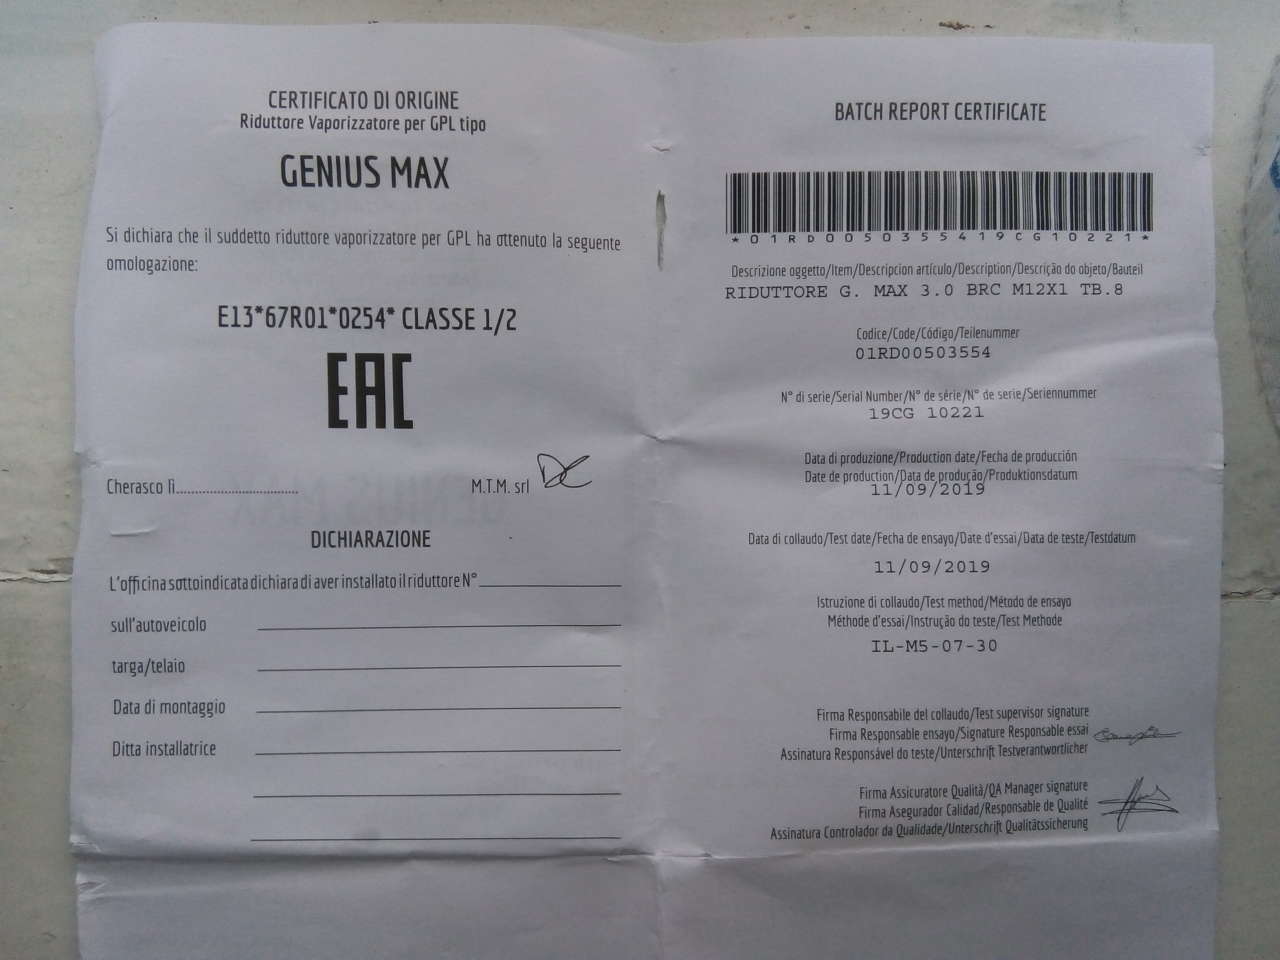 CERTIFICATO DI ORIGINE
Riduttore Vaporizzatore per GPL tipo
GENIUS MAX
Si dichiara che il suddetto riduttore vaporizzatore per GPL ha ottenuto la seguente
omologazione:
E13*67R01*0254* CLASSE 1/2
EAC
Cherasco lì.................................
M.T.M. srl
DICHIARAZIONE
L'officina sottoindicata dichiara di aver installato il riduttore N°
sull'autoveicolo
targa/telaio
Data di montaggio
Ditta installatrice
BATCH REPORT CERTIFICATE
*01RD0050355419CG10221*
Descrizione oggetto/Item/Descripcion artículo/Description/Descrição do objeto/Bauteil
RIDUTTORE G. MAX 3.0 BRC M12X1 TB.8
Codice/Code/Código/Teilenummer
01RD00503554
N° di serie/Serial Number/N° de série/N° de serie/Seriennummer
19CG 10221
Data di produzione/Production date/Fecha de producción
Date de production/Data de produção/Produktionsdatum
11/09/2019
Data di collaudo/Test date/Fecha de ensayo/Date d'essai/Data de teste/Testdatum
11/09/2019
Istruzione di collaudo/Test method/Método de ensayo
Méthode d'essai/Instrução do teste/Test Methode
IL-M5-07-30
Firma Responsabile del collaudo/Test supervisor signature
Firma Responsable ensayo/Signature Responsable essai
Assinatura Responsável do teste/Unterschrift Testverantwortlicher
Firma Assicuratore Qualità/QA Manager signature
Firma Asegurador Calidad/Responsable de Qualité
Assinatura Controlador da Qualidade/Unterschrift Qualitätssicherung